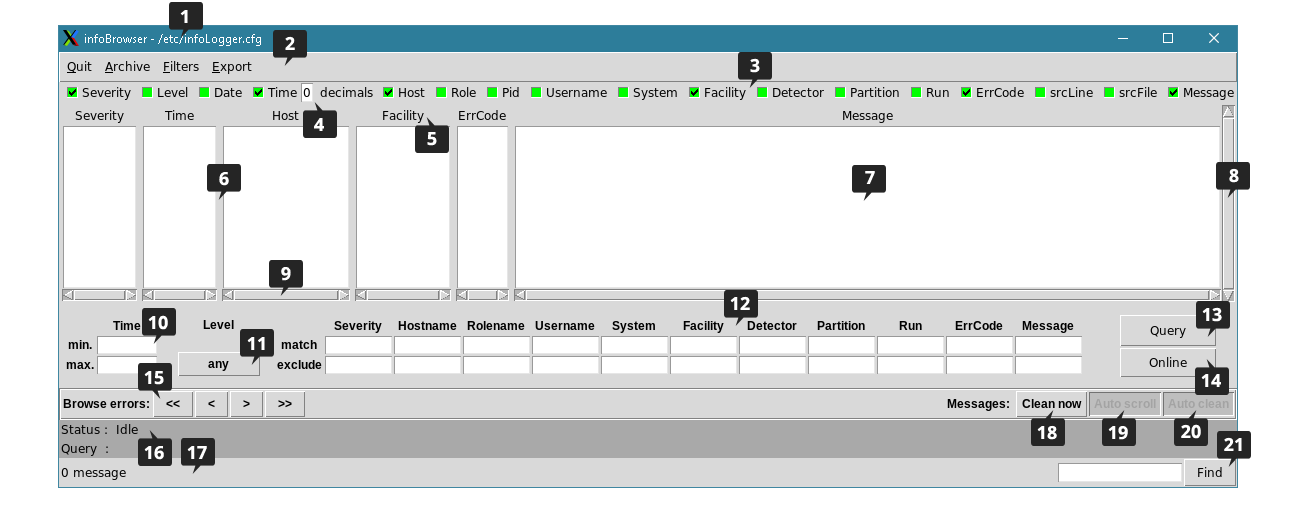 1
infoBrowser - /etc/infoLogger.cfg
2
Quit Archive Filters Export
3
Severity Level Date Time 0 decimals Host Role Pid Username System Facility Detector Partition Run ErrCode srcLine srcFile Message
Severity Time Host Facility ErrCode Message
4
5
6
7
8
9
10
11
12
13
Time Level Severity Hostname Rolename Username System Facility Detector Partition Run ErrCode Message
min. match
Query
max. any exclude
Online
14
15
Browse errors: << < > >> Messages: Clean now Auto scroll Auto clean
Status : Idle
16
18
19
20
Query :
17
21
0 message
Find